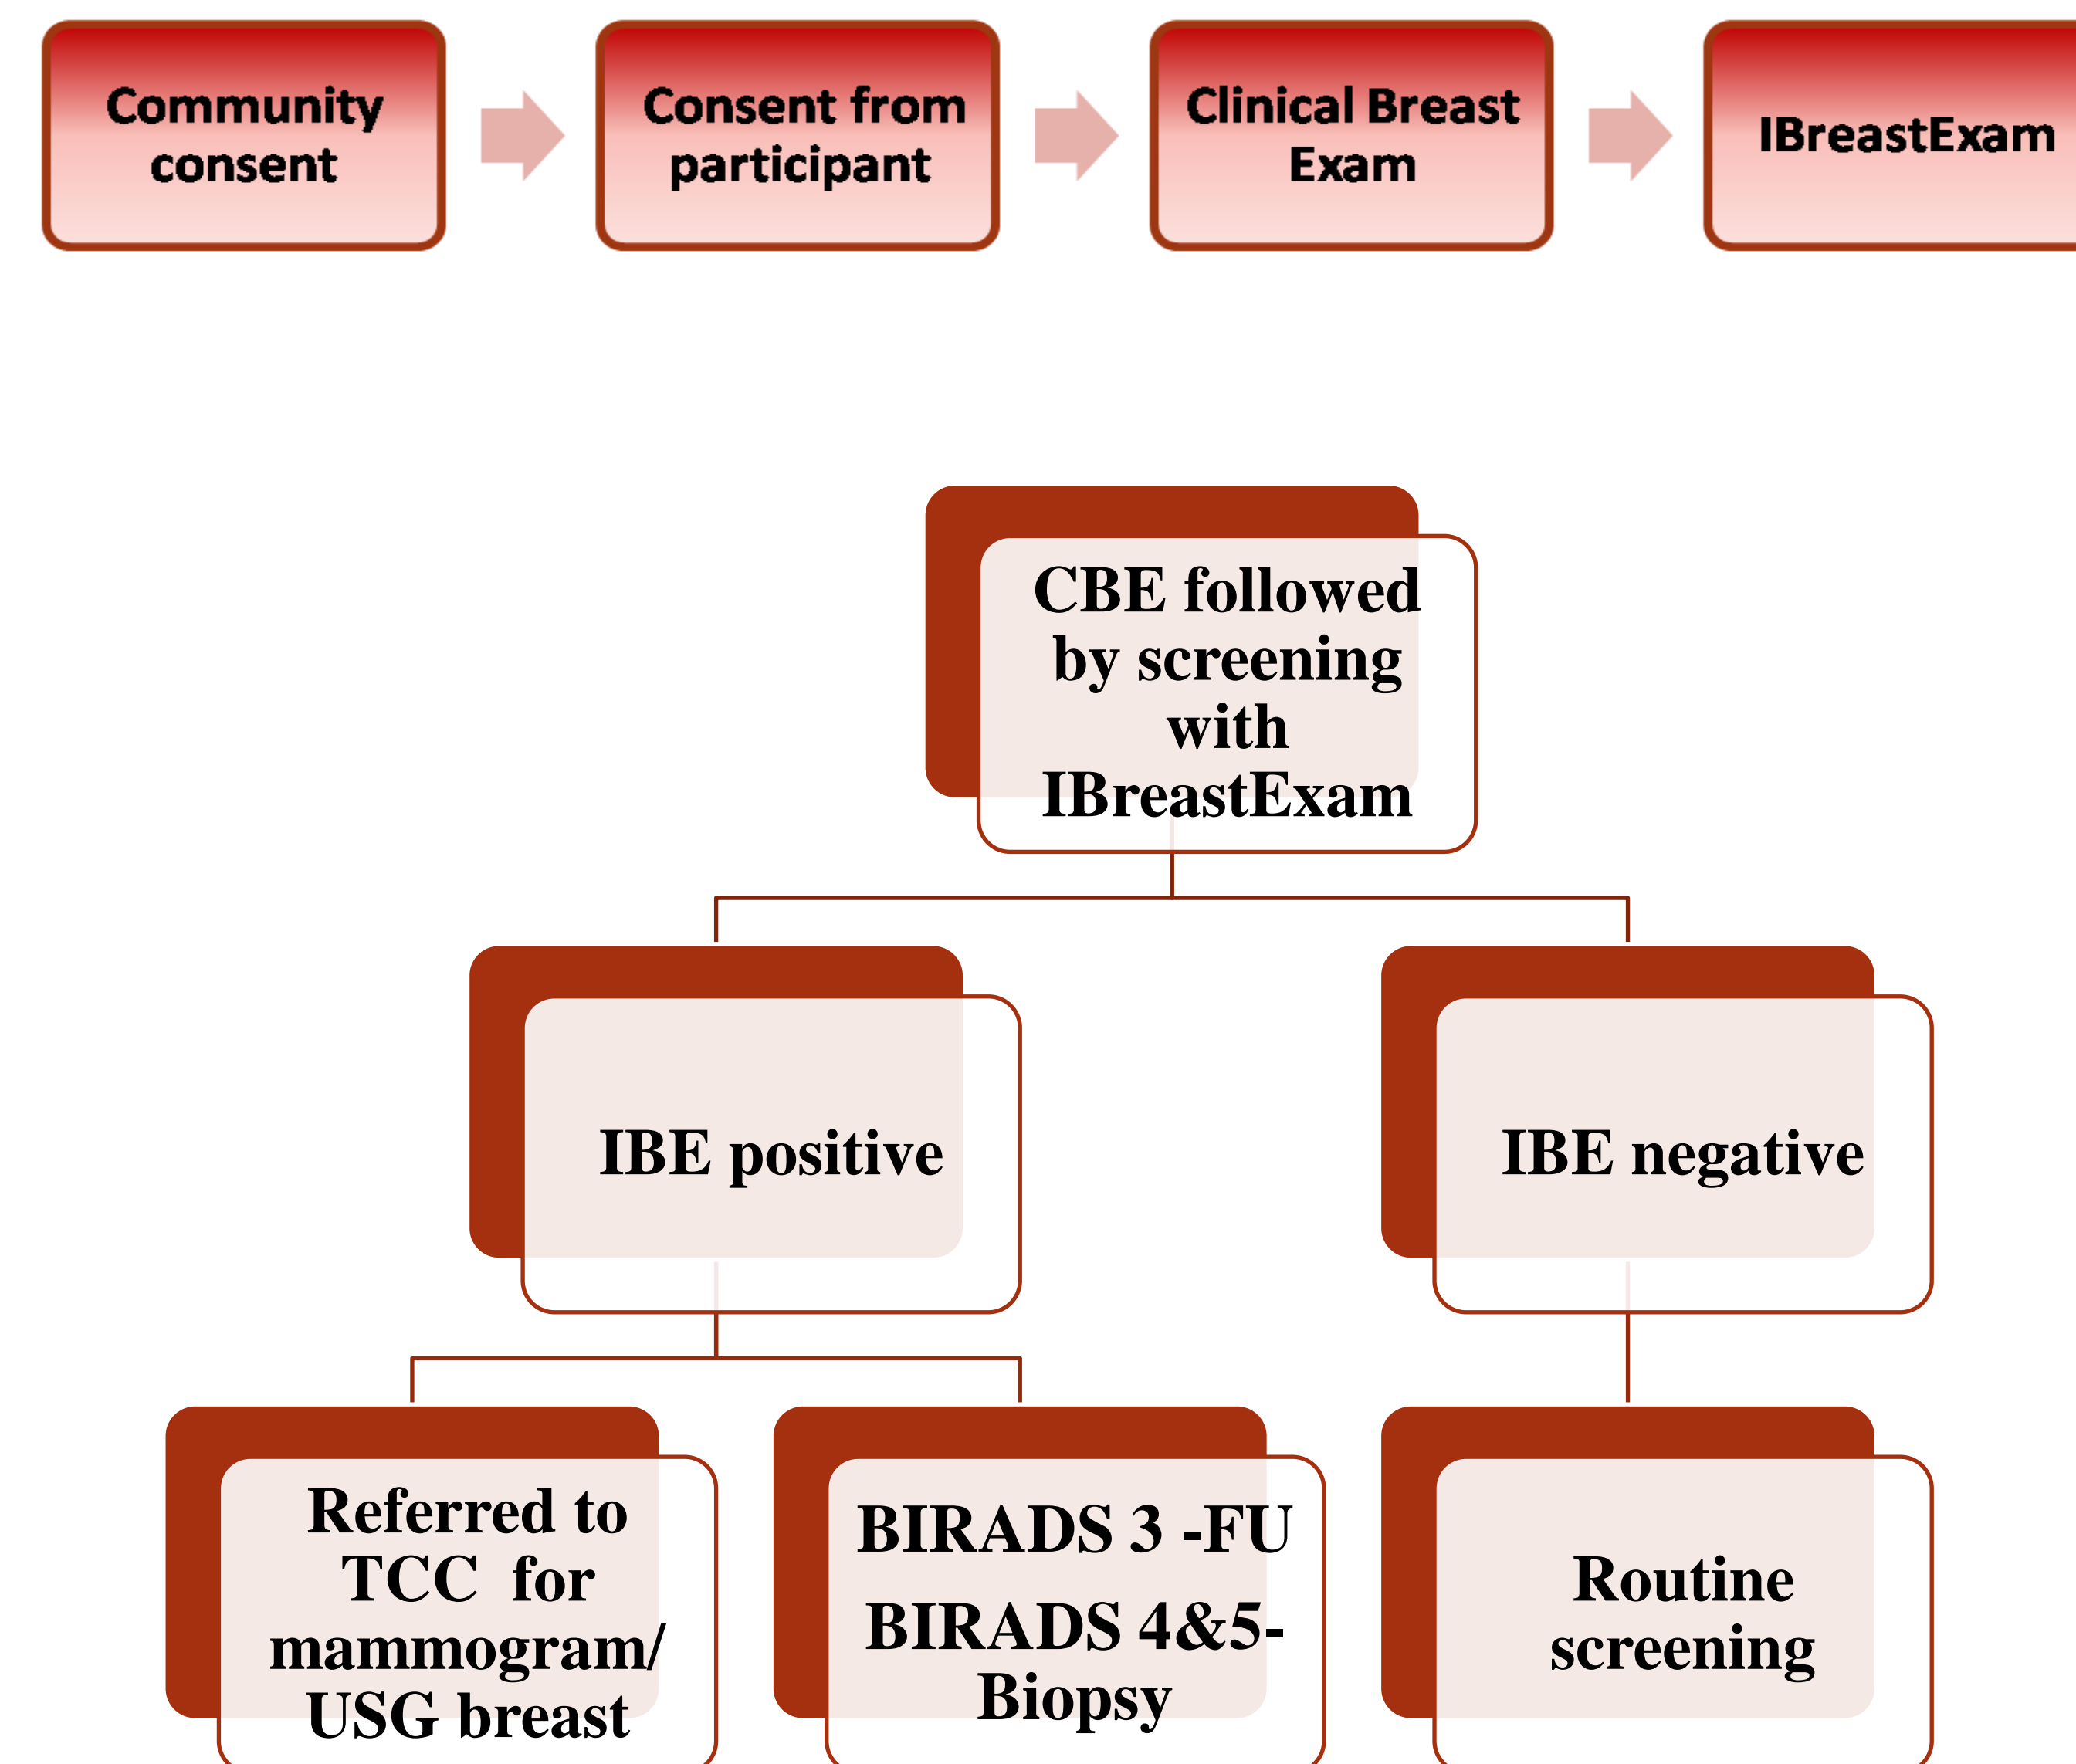 Community
consent
Consent from
participant
Clinical Breast
Exam
IBreastExam
CBE followed
by screening
with
IBreastExam
IBE positive
IBE negative
Referred to
TCC for
mammogram/
USG breast
BIRADS 3 -FU
BIRADS 4&5-
Biopsy
Routine
screening